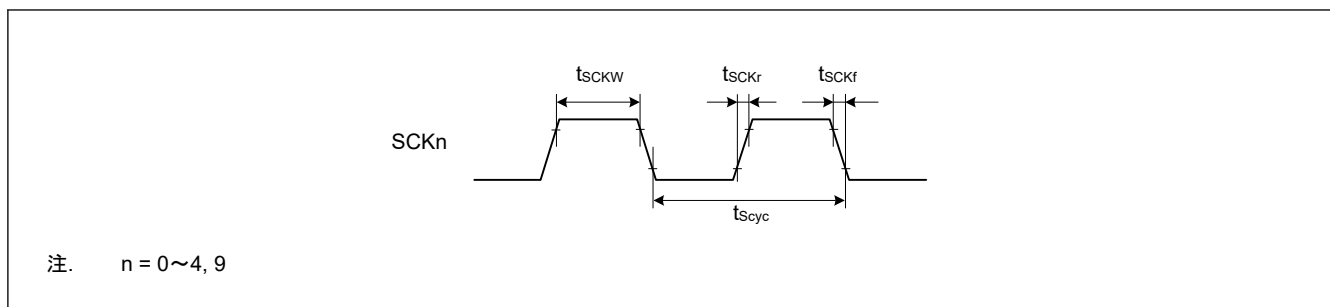 tSCKW tSCKr tSCKf
SCKn
tScyc
注. n = 0～4, 9